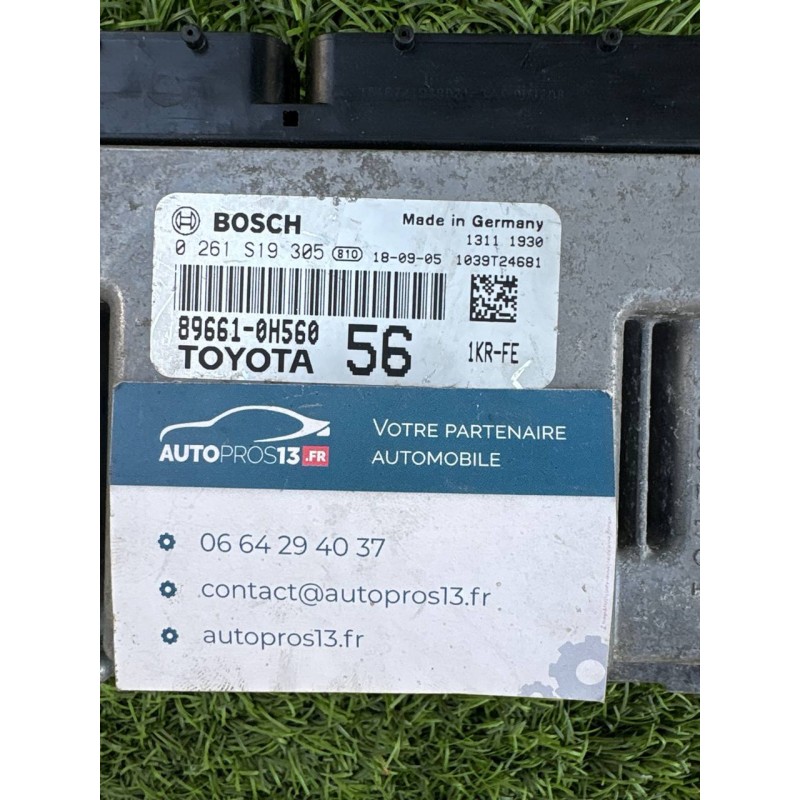 BOSCH
Made in Germany
1311 1930
0 261 S19 305 810 18-09-05 1039T24681
89661-0H560
TOYOTA
56
1KR-FE
AUTOPROS13.FR
VOTRE PARTENAIRE
AUTOMOBILE
06 64 29 40 37
contact@autopros13.fr
autopros13.fr